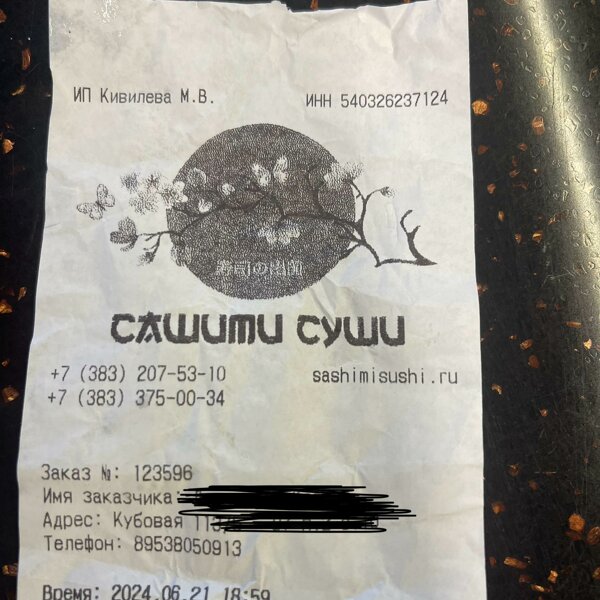 ИП Кивилева М.В.
ИНН 540326237124
САШИМИ СУШИ
+7 (383) 207-53-10
sashimisushi.ru
+7 (383) 375-00-34
Заказ №: 123596
Имя заказчика
Адрес: Кубовая
Телефон: 89538050913
Время: 2024.06.21 18:59